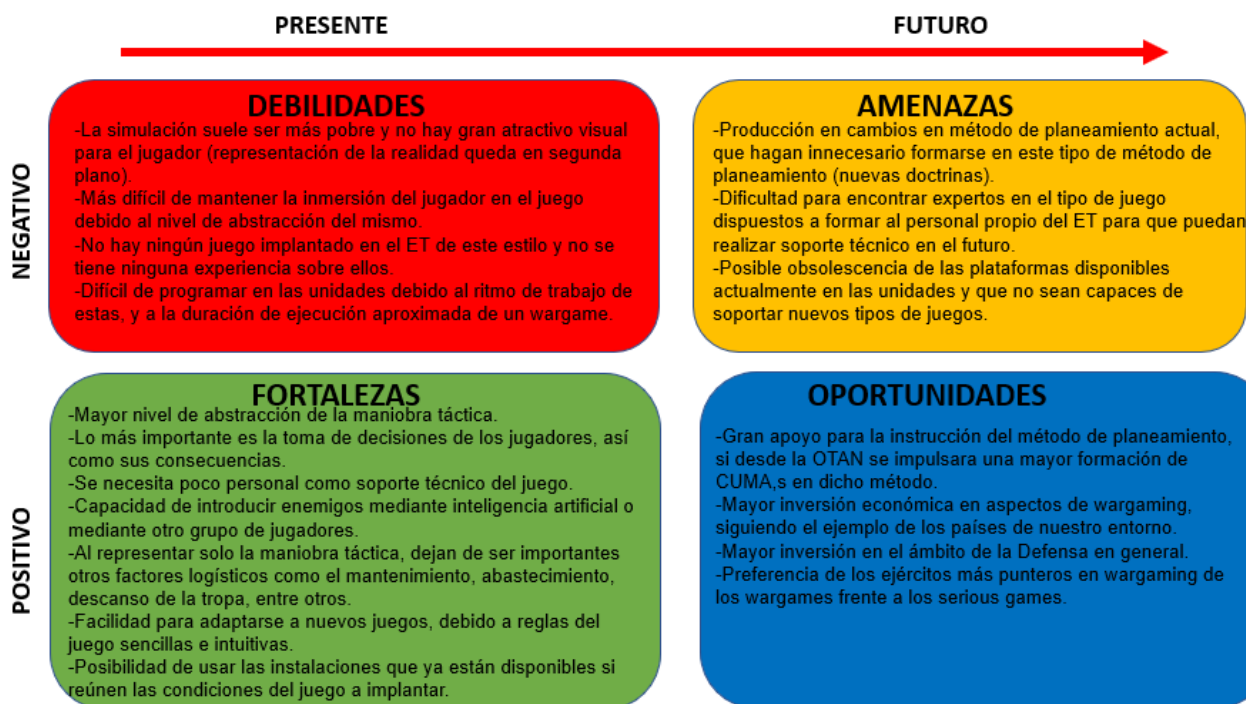 PRESENTE
FUTURO
NEGATIVO
DEBILIDADES
-La simulación suele ser más pobre y no hay gran atractivo visual
para el jugador (representación de la realidad queda en segunda
plano).
-Más difícil de mantener la inmersión del jugador en el juego
debido al nivel de abstracción del mismo.
-No hay ningún juego implantado en el ET de este estilo y no se
tiene ninguna experiencia sobre ellos.
-Difícil de programar en las unidades debido al ritmo de trabajo de
estas, y a la duración de ejecución aproximada de un wargame.
AMENAZAS
-Producción en cambios en método de planeamiento actual,
que hagan innecesario formarse en este tipo de método de
planeamiento (nuevas doctrinas).
-Dificultad para encontrar expertos en el tipo de juego
dispuestos a formar al personal propio del ET para que puedan
realizar soporte técnico en el futuro.
-Posible obsolescencia de las plataformas disponibles
actualmente en las unidades y que no sean capaces de
soportar nuevos tipos de juegos.
POSITIVO
FORTALEZAS
-Mayor nivel de abstracción de la maniobra táctica.
-Lo más importante es la toma de decisiones de los jugadores, así
como sus consecuencias.
-Se necesita poco personal como soporte técnico del juego.
-Capacidad de introducir enemigos mediante inteligencia artificial o
mediante otro grupo de jugadores.
-Al representar solo la maniobra táctica, dejan de ser importantes
otros factores logísticos como el mantenimiento, abastecimiento,
descanso de la tropa, entre otros.
-Facilidad para adaptarse a nuevos juegos, debido a reglas del
juego sencillas e intuitivas.
-Posibilidad de usar las instalaciones que ya están disponibles si
reúnen las condiciones del juego a implantar.
OPORTUNIDADES
-Gran apoyo para la instrucción del método de planeamiento,
si desde la OTAN se impulsara una mayor formación de
CUMA,s en dicho método.
-Mayor inversión económica en aspectos de wargaming,
siguiendo el ejemplo de los países de nuestro entorno.
-Mayor inversión en el ámbito de la Defensa en general.
-Preferencia de los ejércitos más punteros en wargaming de
los wargames frente a los serious games.